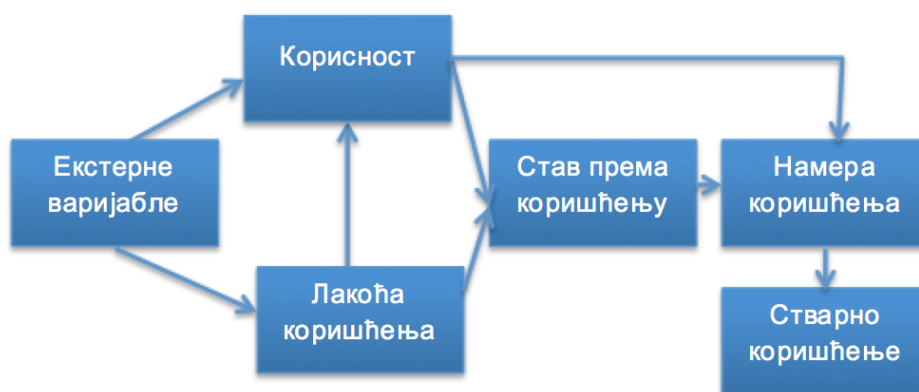 Корисност
Екстерне
варијабле
Став према
коришћењу
Намера
коришћења
Лакоћа
коришћења
Стварно
коришћење